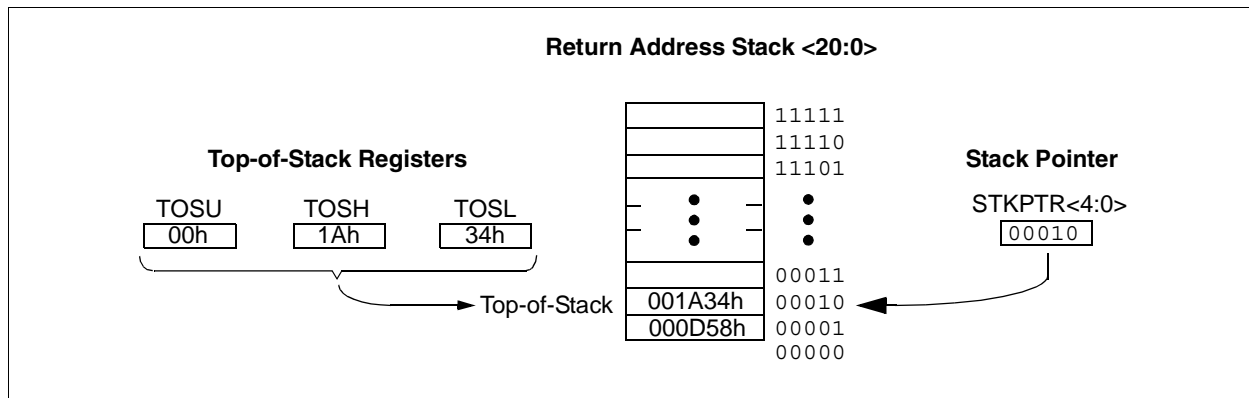 Return Address Stack <20:0>
11111
11110
11101
Top-of-Stack Registers
Stack Pointer
TOSU TOSH TOSL
00h 1Ah 34h
STKPTR<4:0>
00010
00011
Top-of-Stack 001A34h 00010
000D58h 00001
00000